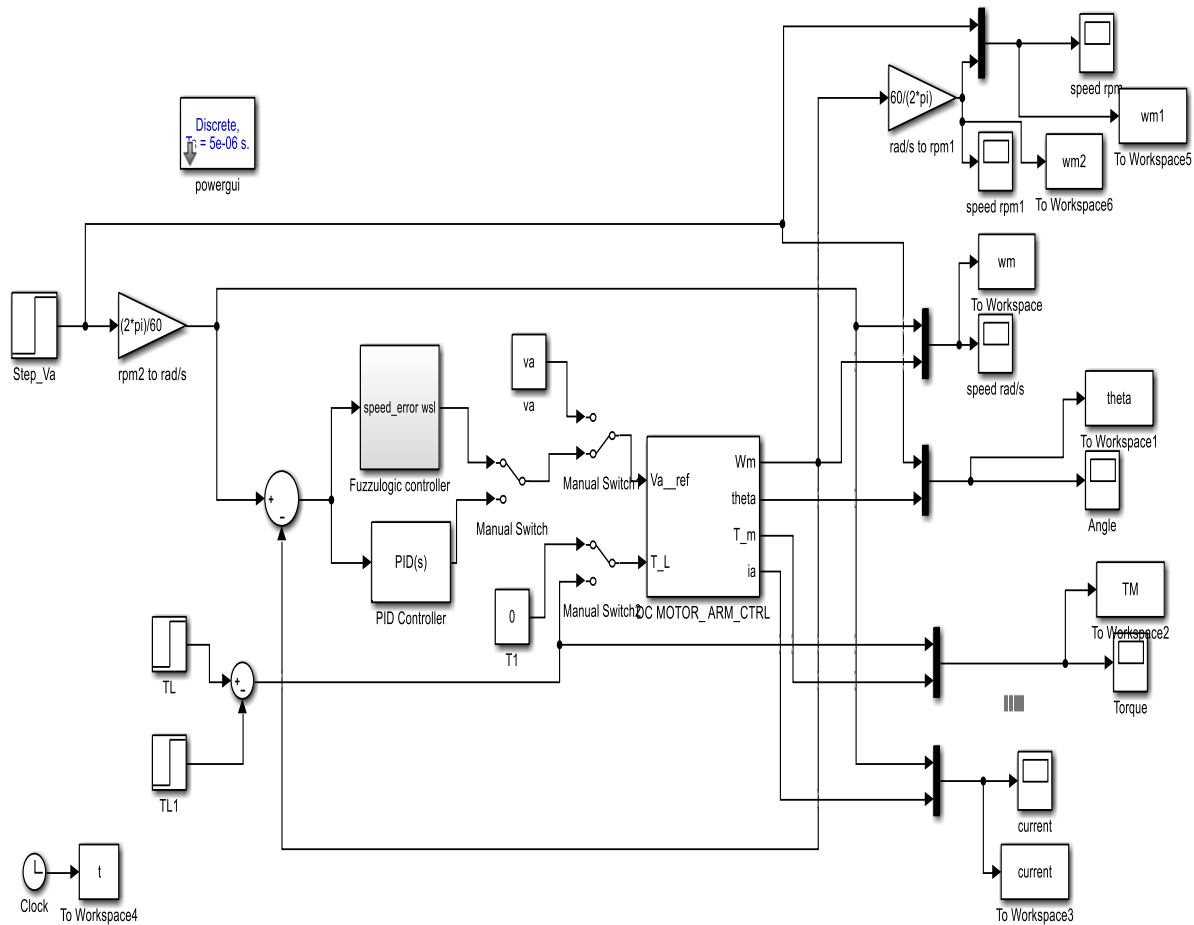 speed rpm
60/(2*pi)
rad/s to rpm1
wm1
To Workspace5
Discrete,
Ts = 5e-06 s.
powergui
wm2
speed rpm1
To Workspace6
wm
To Workspace
(2*pi)/60
Step_Va
rpm2 to rad/s
speed rad/s
va
va
speed_error wsl
Fuzzulogic controller
theta
To Workspace1
Wm
Va__ref
theta
T_m
T_L
ia
DC MOTOR_ARM_CTRL
Manual Switch1
Manual Switch
Angle
+
-
PID(s)
PID Controller
0
T1
Manual Switch2
TM
To Workspace2
Torque
TL
+
-
TL1
current
current
To Workspace3
Clock
t
To Workspace4